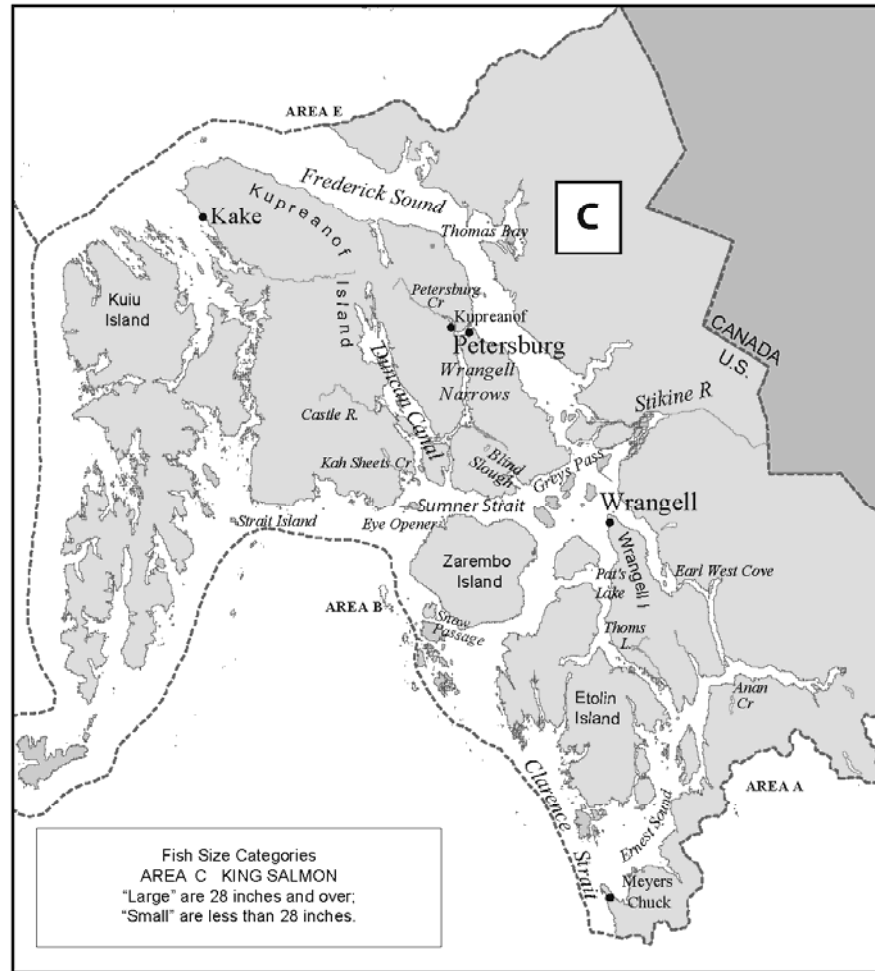 AREA E
Frederick Sound
Kupreanof
Island
Kake
Thomas Bay
C
Kuiu
Island
Petersburg
Cr
Kupreanof
Petersburg
Wrangell
Narrows
CANADA
U.S.
Duncan Canal
Stikine R
Castle R.
Kah Sheets Cr
Blind
Slough
Greys Pass
Sumner Strait
Wrangell
Strait Island
Eye Opener
Zarembo
Island
Wrangell I
Earl West Cove
Pat's
Lake
AREA B
Snow
Passage
Thoms
L.
Etolin
Island
Anan
Cr
Clarence
Strait
AREA A
Ernest Sound
Meyers
Chuck
Fish Size Categories
AREA C KING SALMON
“Large” are 28 inches and over;
“Small” are less than 28 inches.